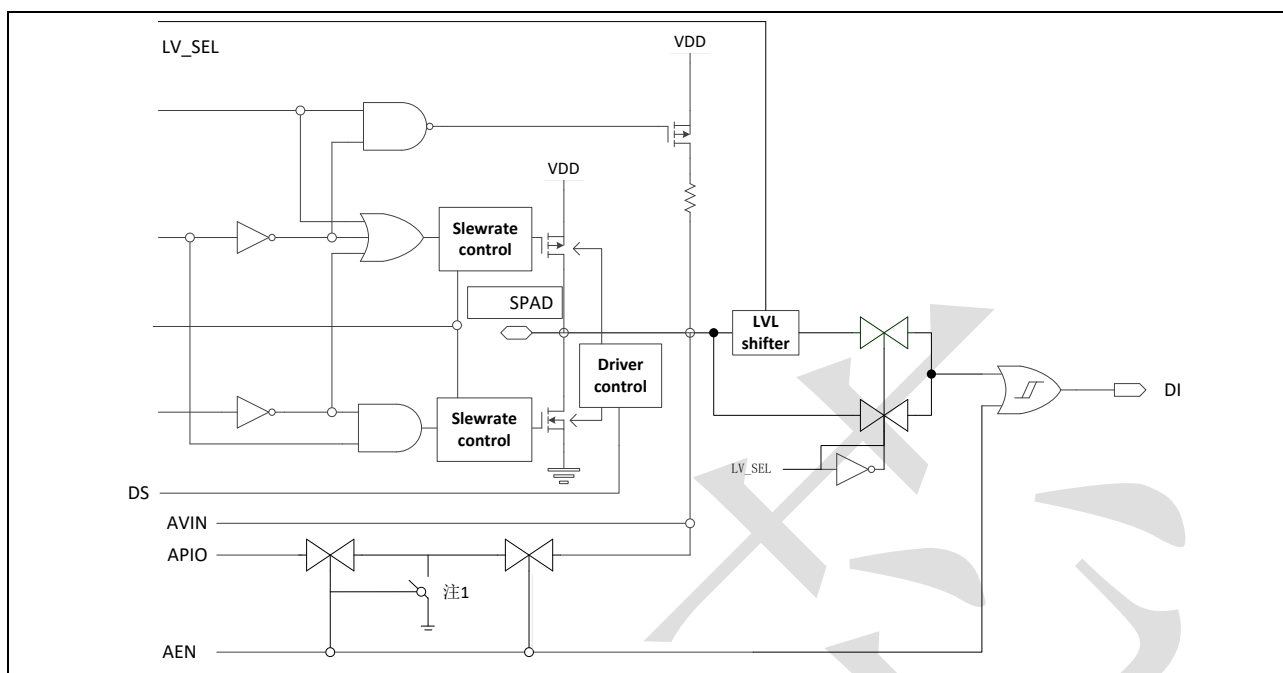 LV_SEL
VDD
VDD
Slewrate
control
SPAD
LVL
shifter
Driver
control
DI
Slewrate
control
LV_SEL
DS
AVIN
APIO
注1
AEN